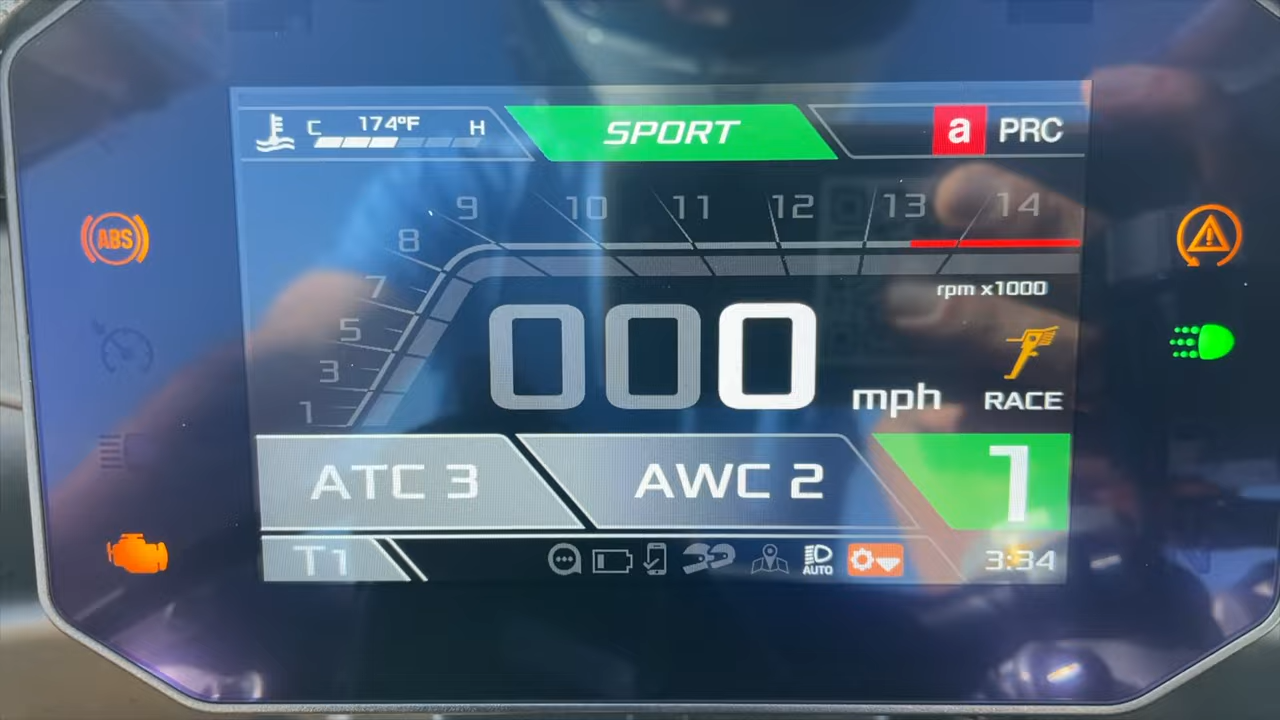 C 174°F H
SPORT
a PRC
9 10 11 12 13 14
8
7
5
3
1
rpm x1000
ABS
000 mph
RACE
ATC 3
AWC 2
1
T1
AUTO
3:34